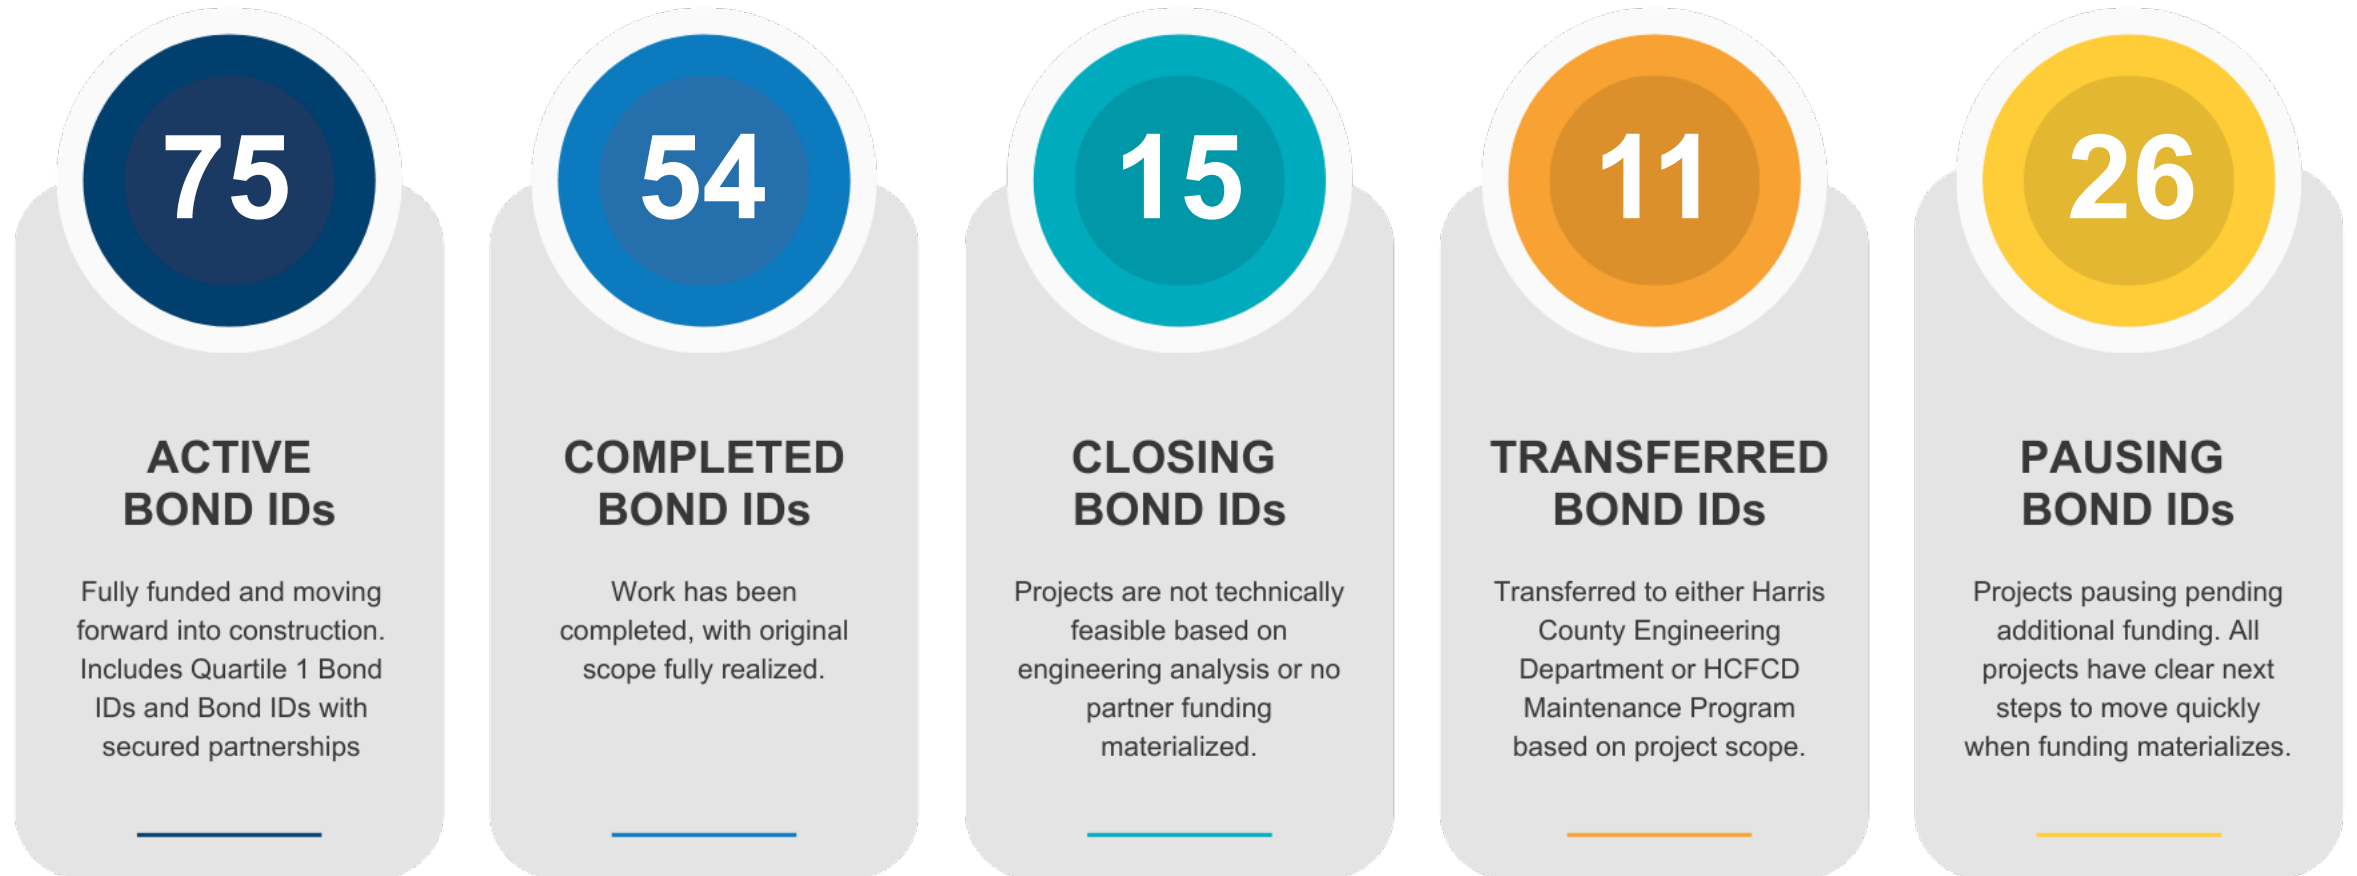 75
ACTIVE
BOND IDs
Fully funded and moving
forward into construction.
Includes Quartile 1 Bond
IDs and Bond IDs with
secured partnerships
54
COMPLETED
BOND IDs
Work has been
completed, with original
scope fully realized.
15
CLOSING
BOND IDs
Projects are not technically
feasible based on
engineering analysis or no
partner funding
materialized.
11
TRANSFERRED
BOND IDs
Transferred to either Harris
County Engineering
Department or HCFCD
Maintenance Program
based on project scope.
26
PAUSING
BOND IDs
Projects pausing pending
additional funding. All
projects have clear next
steps to move quickly
when funding materializes.